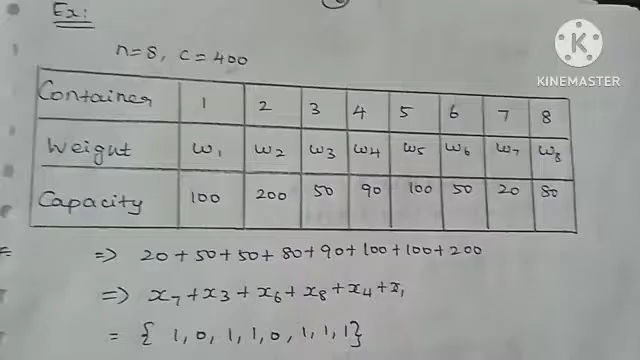 Ex:
K
KINEMASTER
n=8, c=400
Container 1 2 3 4 5 6 7 8
Weigut w1 w2 w3 w4 w5 w6 w7 w8
Capacity 100 200 50 90 100 50 20 80
=> 20+50+50+80+90+100+100+200
=> x7+x3+x6+x8+x4+x1
= { 1, 0, 1, 1, 0, 1, 1, 1}